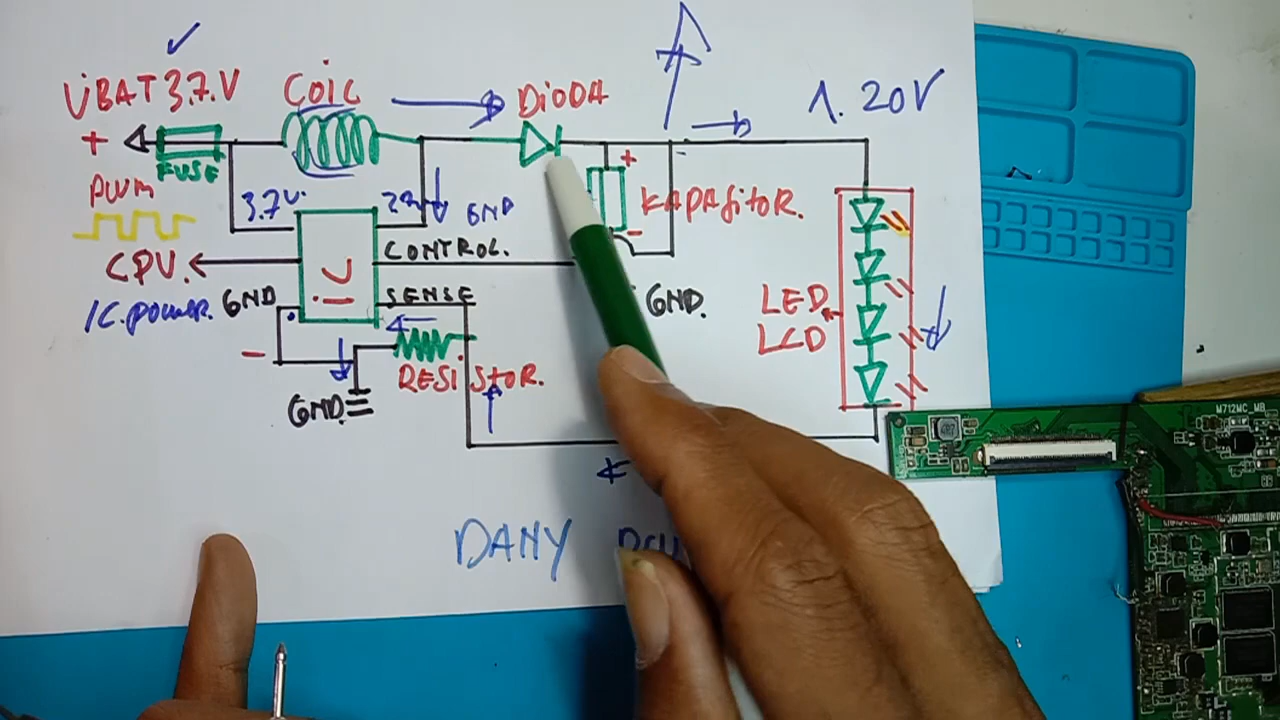 VBAT 3.7.V
COIL
DiODA
1. 20V
+
FUSE
PWM
3.7V
GND
+
KAPASitOR.
-
CPU.
CONTROL.
GND
SENSE
GND.
LED
LCD
IC.POWER.
-
RESiStOR.
GND.
DANY
M712MC_MB
4R7